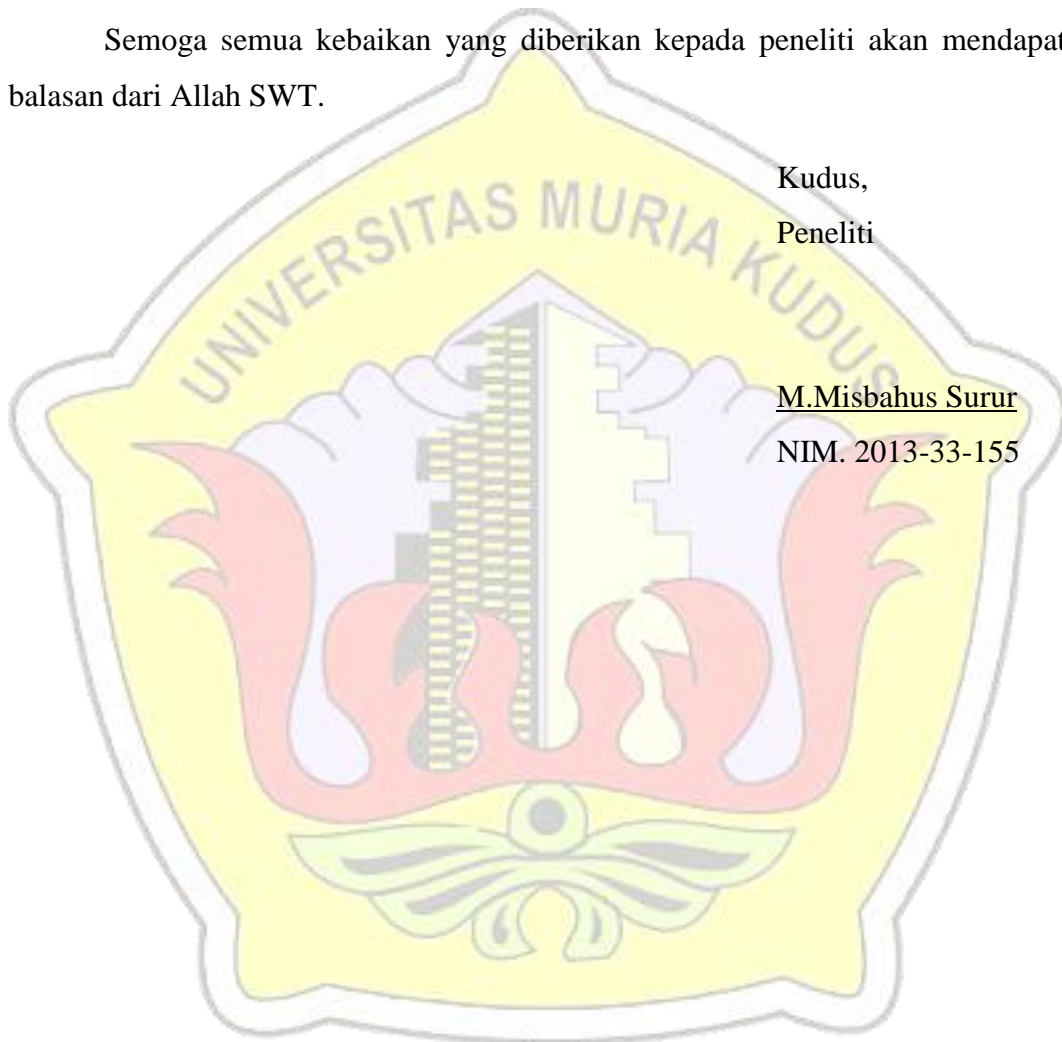 Semoga semua kebaikan yang diberikan kepada peneliti akan mendapat
balasan dari Allah SWT.
Kudus,
Peneliti
M.Misbahus Surur
NIM. 2013-33-155
UNIVERSITAS MURIA KUDUS